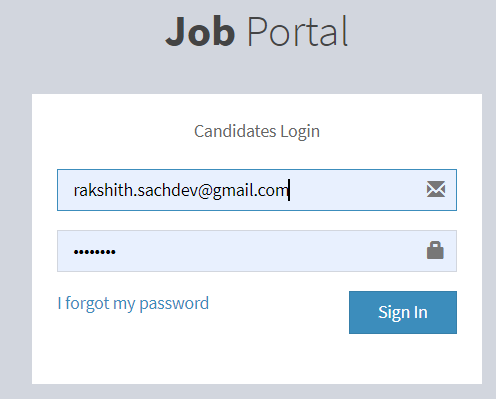 Job Portal
Candidates Login
rakshith.sachdev@gmail.com
••••••••
I forgot my password
Sign In